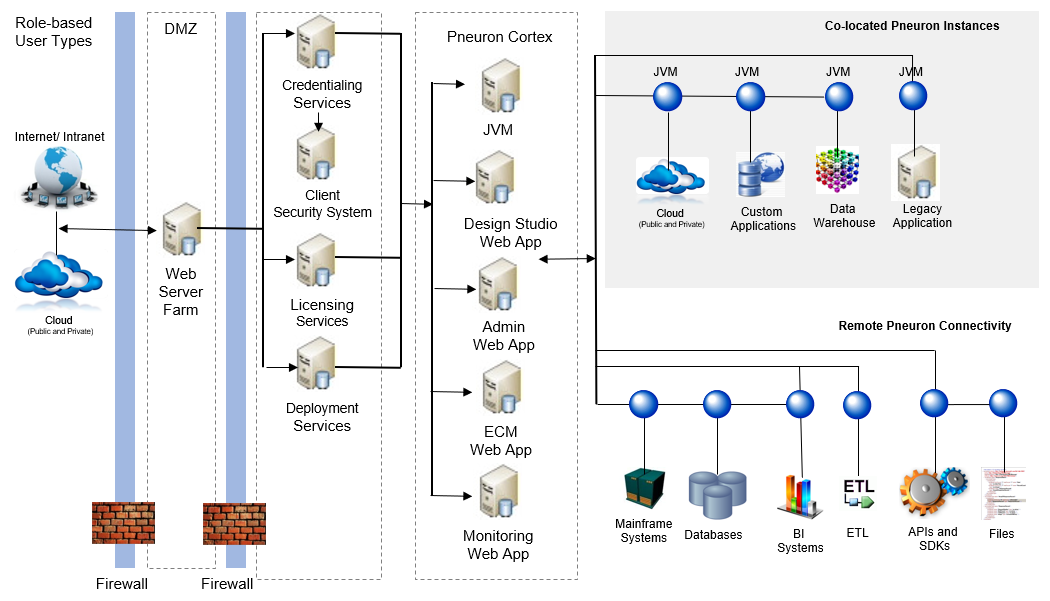 Role-based
User Types
Internet/ Intranet
Cloud
(Public and Private)
Firewall
DMZ
Web
Server
Farm
Firewall
Credentialing
Services
Client
Security System
Licensing
Services
Deployment
Services
Pneuron Cortex
JVM
Design Studio
Web App
Admin
Web App
ECM
Web App
Monitoring
Web App
Co-located Pneuron Instances
JVM
JVM
JVM
JVM
Cloud
(Public and Private)
Custom
Applications
Data
Warehouse
Legacy
Application
Remote Pneuron Connectivity
Mainframe
Systems
Databases
BI
Systems
ETL
ETL
APIs and
SDKs
Files